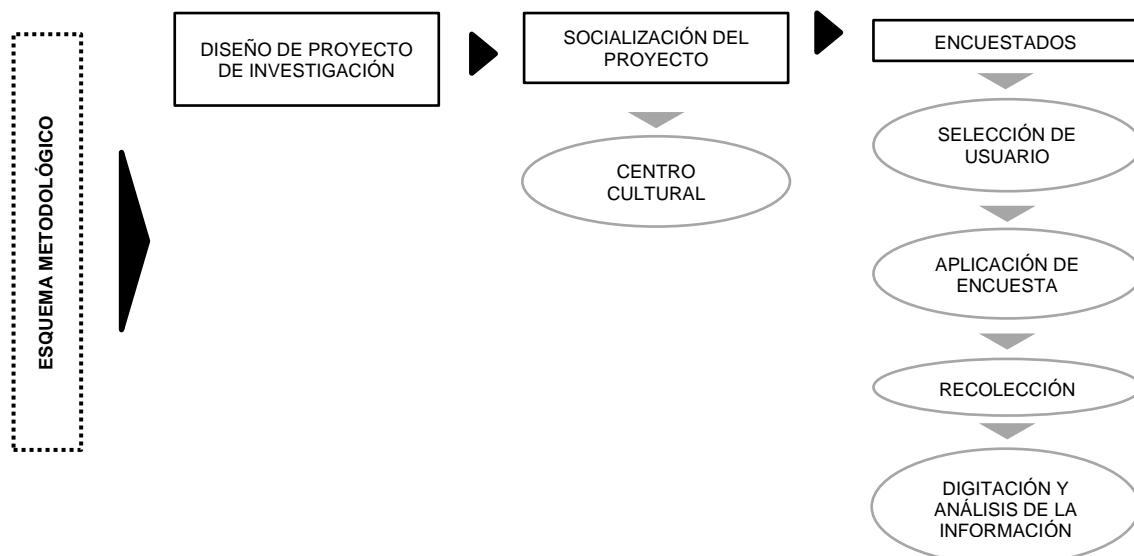 ESQUEMA METODOLÓGICO
DISEÑO DE PROYECTO
DE INVESTIGACIÓN
SOCIALIZACIÓN DEL
PROYECTO
CENTRO
CULTURAL
ENCUESTADOS
SELECCIÓN DE
USUARIO
APLICACIÓN DE
ENCUESTA
RECOLECCIÓN
DIGITACIÓN Y
ANÁLISIS DE LA
INFORMACIÓN